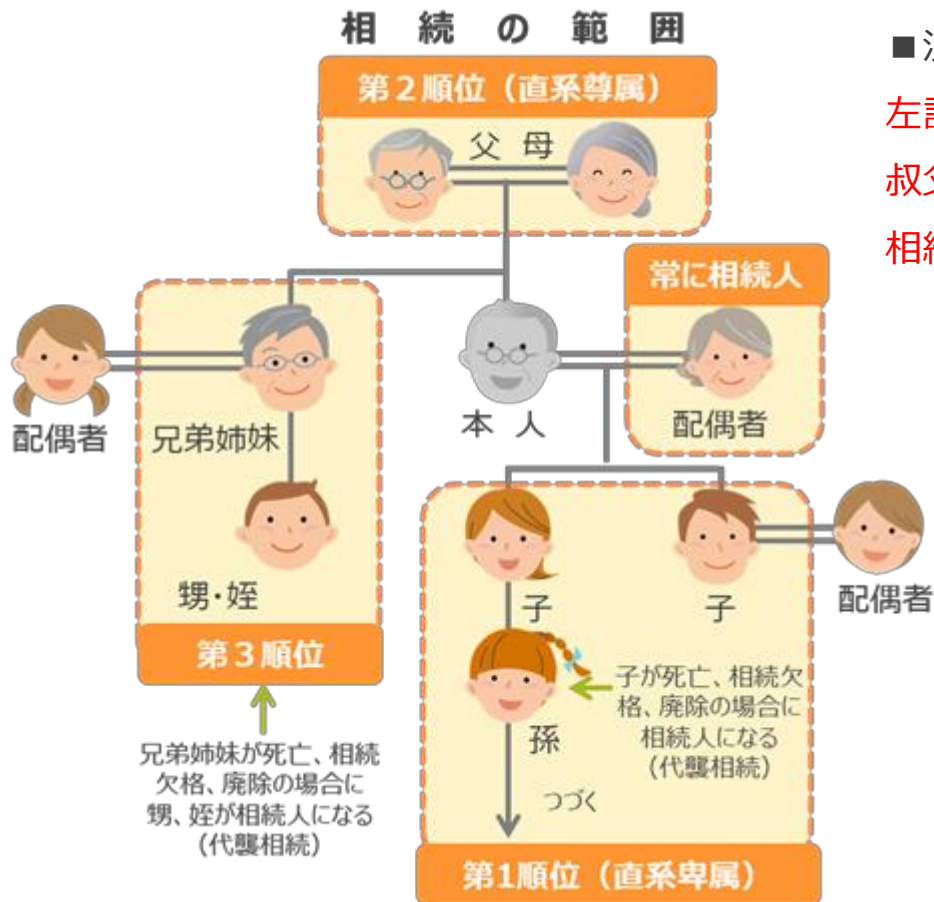 相続の範囲
第2順位（直系尊属）
父母
常に相続人
配偶者
兄弟姉妹
本人
配偶者
甥・姪
第3順位
兄弟姉妹が死亡、相続
欠格、廃除の場合に
甥、姪が相続人になる
（代襲相続）
子
子
配偶者
孫
子が死亡、相続欠
格、廃除の場合に
相続人になる
（代襲相続）
つづく
第1順位（直系卑属）
■
左
叔
相